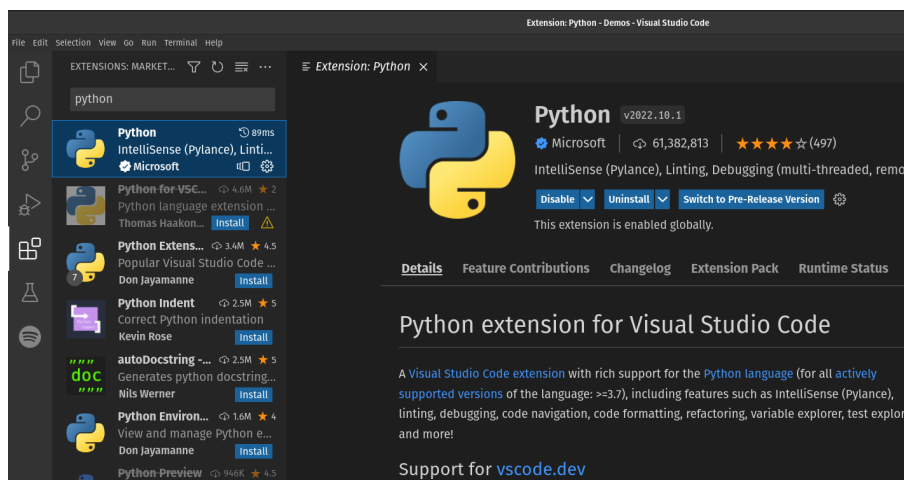 Extension: Python - Demos - Visual Studio Code
File Edit Selection View Go Run Terminal Help
EXTENSIONS: MARKET...
python
Python 89ms
IntelliSense (Pylance), Linti...
Microsoft
Python for VSC... 4.6M 2
Python language extension ...
Thomas Haakon... Install
Python Extens... 3.4M 4.5
Popular Visual Studio Code ...
7
Don Jayamanne Install
Python Indent 2.5M 5
Correct Python indentation
Kevin Rose Install
autoDocstring -... 2.5M 5
""" doc """
Generates python docstring...
Nils Werner Install
Python Environ... 1.6M 4
View and manage Python e...
Don Jayamanne Install
Python Preview 946K 4.5
Extension: Python
Python v2022.10.1
Microsoft 61,382,813 (497)
IntelliSense (Pylance), Linting, Debugging (multi-threaded, remo
Disable Uninstall Switch to Pre-Release Version
This extension is enabled globally.
Details Feature Contributions Changelog Extension Pack Runtime Status
Python extension for Visual Studio Code
A Visual Studio Code extension with rich support for the Python language (for all actively
supported versions of the language: >=3.7), including features such as IntelliSense (Pylance),
linting, debugging, code navigation, code formatting, refactoring, variable explorer, test explor
and more!
Support for vscode.dev